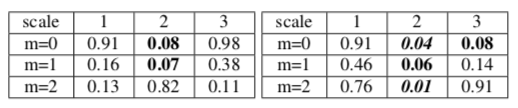 scale 1 2 3
m=0 0.91 0.08 0.98
m=1 0.16 0.07 0.38
m=2 0.13 0.82 0.11
scale 1 2 3
m=0 0.91 0.04 0.08
m=1 0.46 0.06 0.14
m=2 0.76 0.01 0.91